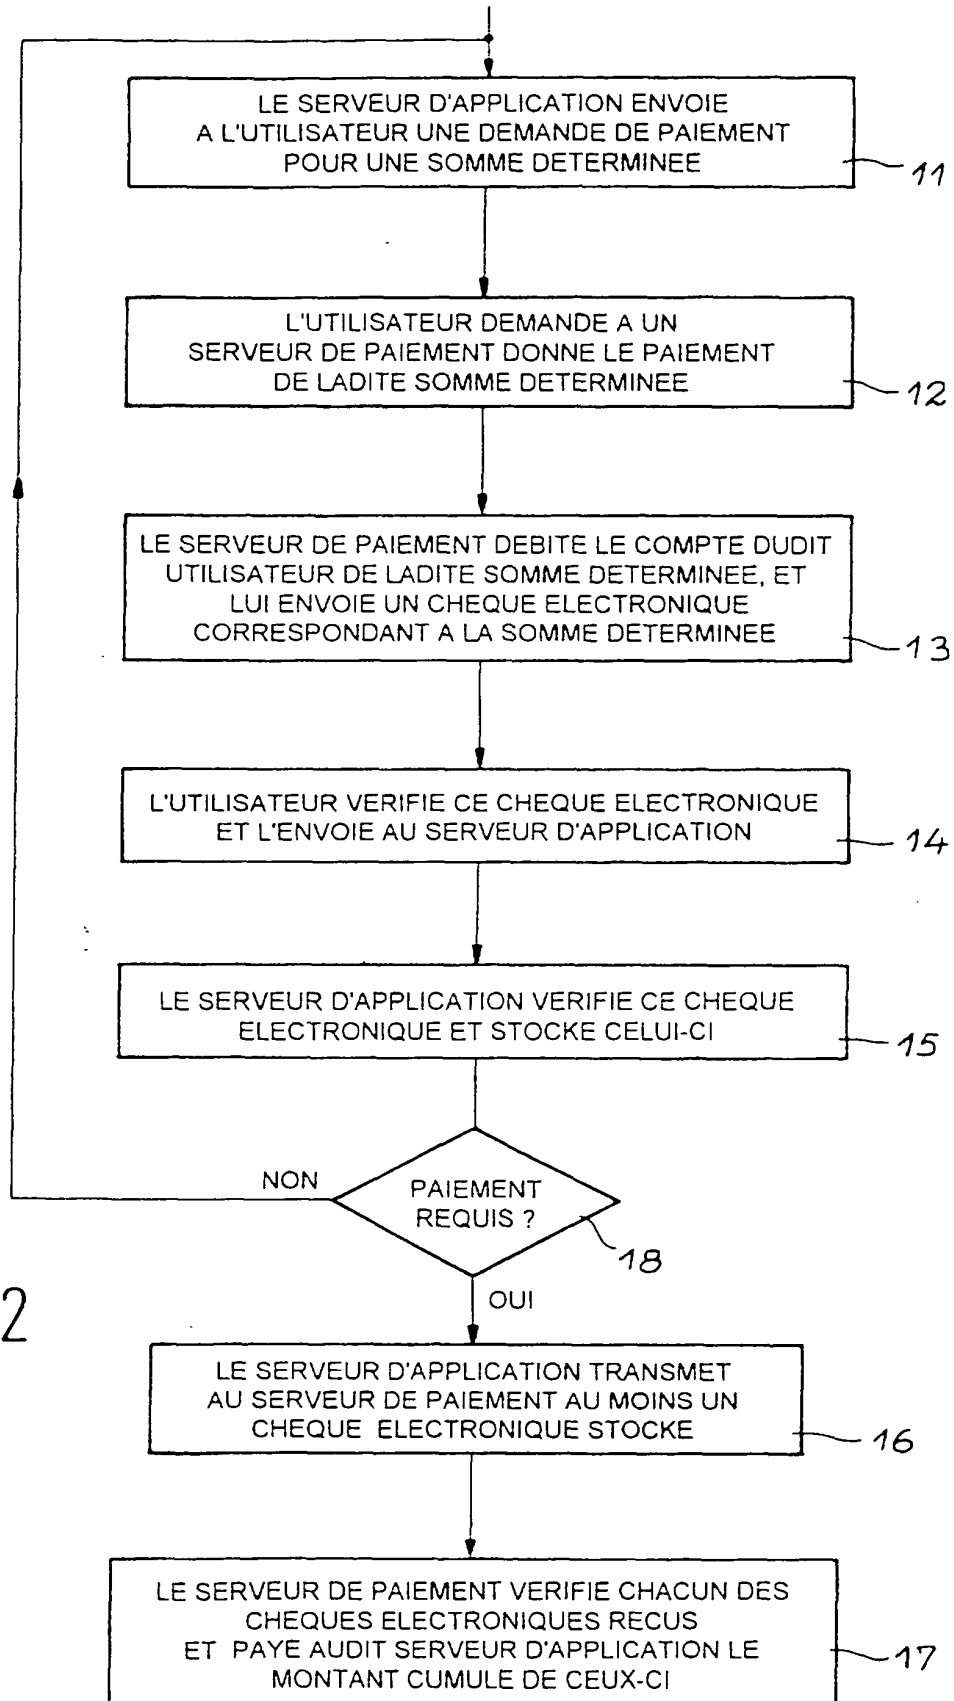 LE SERVEUR D'APPLICATION ENVOIE
A L'UTILISATEUR UNE DEMANDE DE PAIEMENT
POUR UNE SOMME DETERMINEE
11
L'UTILISATEUR DEMANDE A UN
SERVEUR DE PAIEMENT DONNE LE PAIEMENT
DE LADITE SOMME DETERMINEE
12
LE SERVEUR DE PAIEMENT DEBITE LE COMPTE DUDIT
UTILISATEUR DE LADITE SOMME DETERMINEE, ET
LUI ENVOIE UN CHEQUE ELECTRONIQUE
CORRESPONDANT A LA SOMME DETERMINEE
13
L'UTILISATEUR VERIFIE CE CHEQUE ELECTRONIQUE
ET L'ENVOIE AU SERVEUR D'APPLICATION
14
LE SERVEUR D'APPLICATION VERIFIE CE CHEQUE
ELECTRONIQUE ET STOCKE CELUI-CI
15
NON
PAIEMENT
REQUIS ?
18
OUI
2
LE SERVEUR D'APPLICATION TRANSMET
AU SERVEUR DE PAIEMENT AU MOINS UN
CHEQUE ELECTRONIQUE STOCKE
16
LE SERVEUR DE PAIEMENT VERIFIE CHACUN DES
CHEQUES ELECTRONIQUES RECUS
ET PAYE AUDIT SERVEUR D'APPLICATION LE
MONTANT CUMULE DE CEUX-CI
17